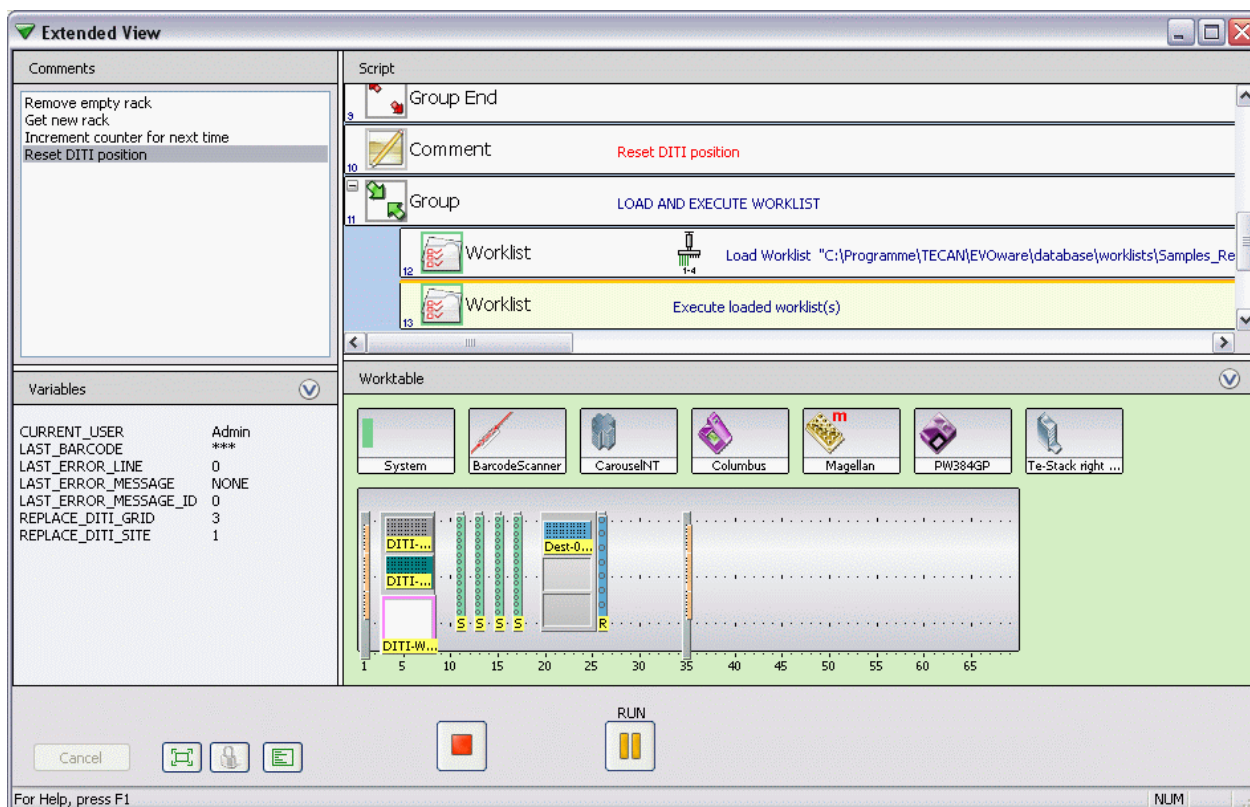 Extended View
Comments
Remove empty rack
Get new rack
Increment counter for next time
Reset DITI position
Script
9 Group End
10 Comment Reset DITI position
11 Group LOAD AND EXECUTE WORKLIST
12 Worklist 1-4 Load Worklist "C:\Programme\TECAN\EVOware\database\worklists\Samples_Re
13 Worklist Execute loaded worklist(s)
Variables
CURRENT_USER Admin
LAST_BARCODE ***
LAST_ERROR_LINE 0
LAST_ERROR_MESSAGE NONE
LAST_ERROR_MESSAGE_ID 0
REPLACE_DITI_GRID 3
REPLACE_DITI_SITE 1
Worktable
m
System BarcodeScanner CarouselNT Columbus Magellan PW384GP Te-Stack right ...
DITI-... Dest-0...
DITI-...
S S S S R
DITI-W...
1 5 10 15 20 25 30 35 40 45 50 55 60 65
RUN
Cancel
For Help, press F1 NUM